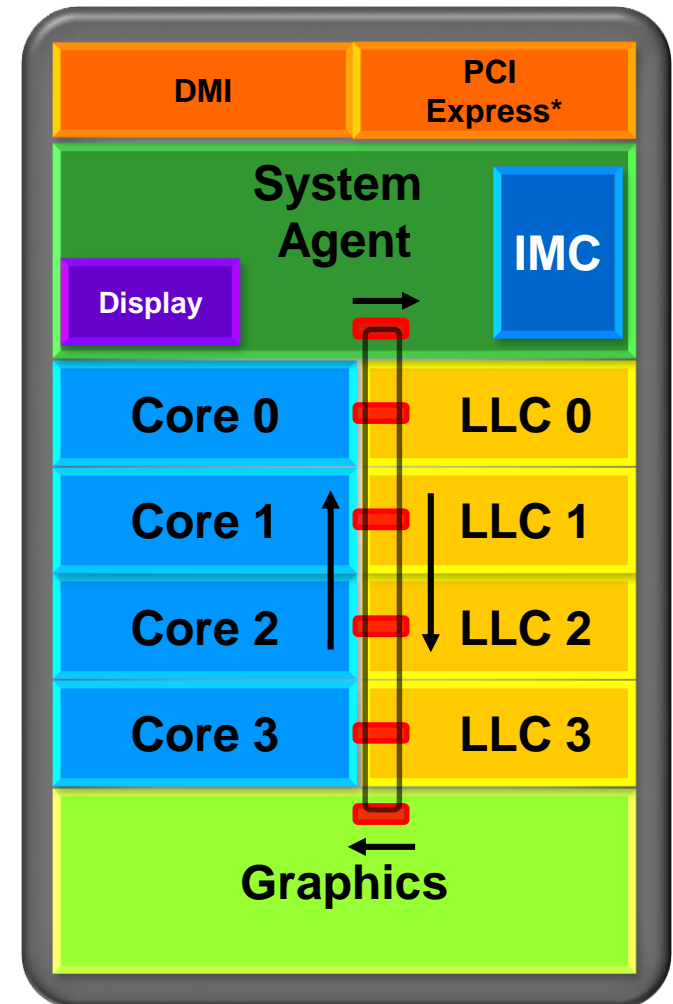 DMI
PCI
Express*
System
Agent
IMC
Display
Core 0
LLC 0
Core 1
LLC 1
Core 2
LLC 2
Core 3
LLC 3
Graphics